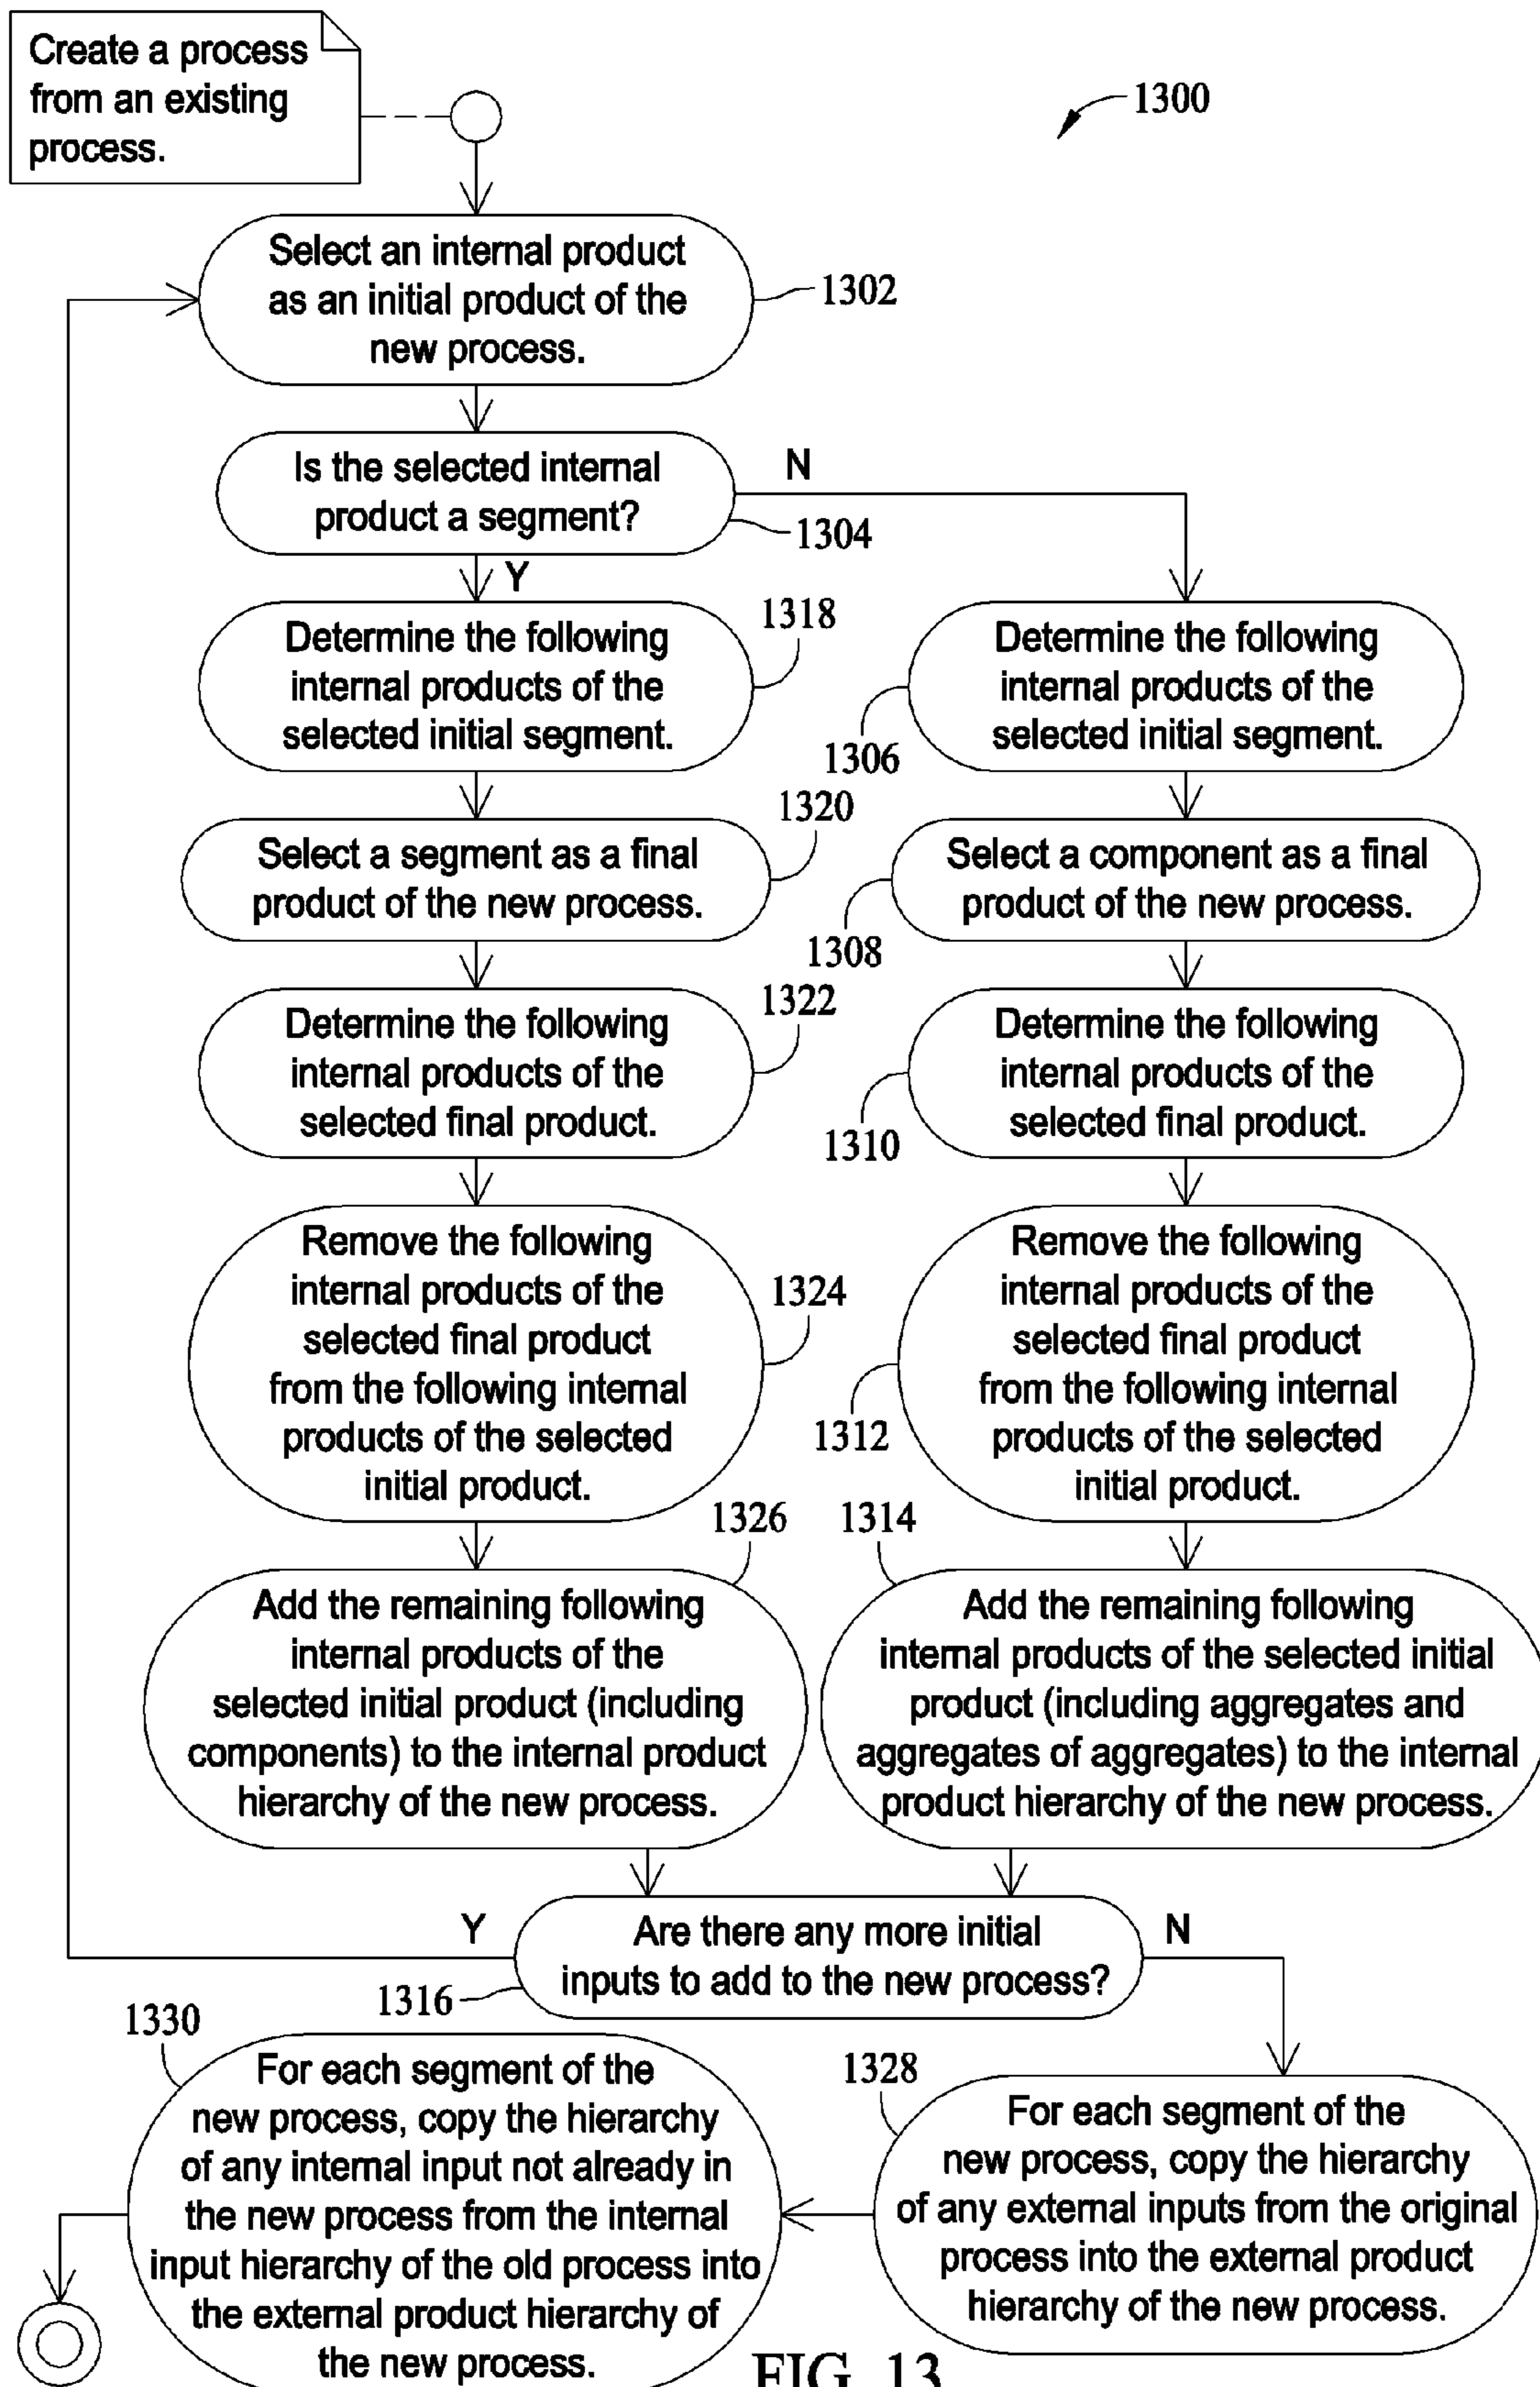 Create a process
from an existing
process.
1300
Select an internal product
as an initial product of the
new process.
1302
Is the selected internal
product a segment?
N
1304
Y
Determine the following
internal products of the
selected initial segment.
1318
Determine the following
internal products of the
selected initial segment.
1306
Select a segment as a final
product of the new process.
1320
Select a component as a final
product of the new process.
1308
Determine the following
internal products of the
selected final product.
1322
Determine the following
internal products of the
selected final product.
1310
Remove the following
internal products of the
selected final product
from the following internal
products of the selected
initial product.
1324
Remove the following
internal products of the
selected final product
from the following internal
products of the selected
initial product.
1312
1326
Add the remaining following
internal products of the
selected initial product (including
components) to the internal product
hierarchy of the new process.
1314
Add the remaining following
internal products of the selected initial
product (including aggregates and
aggregates of aggregates) to the internal
product hierarchy of the new process.
Y
Are there any more initial
inputs to add to the new process?
N
1316
1328
For each segment of the
new process, copy the hierarchy
of any external inputs from the original
process into the external product
hierarchy of the new process.
1330
For each segment of the
new process, copy the hierarchy
of any internal input not already in
the new process from the internal
input hierarchy of the old process into
the external product hierarchy of
the new process.
FIG. 13